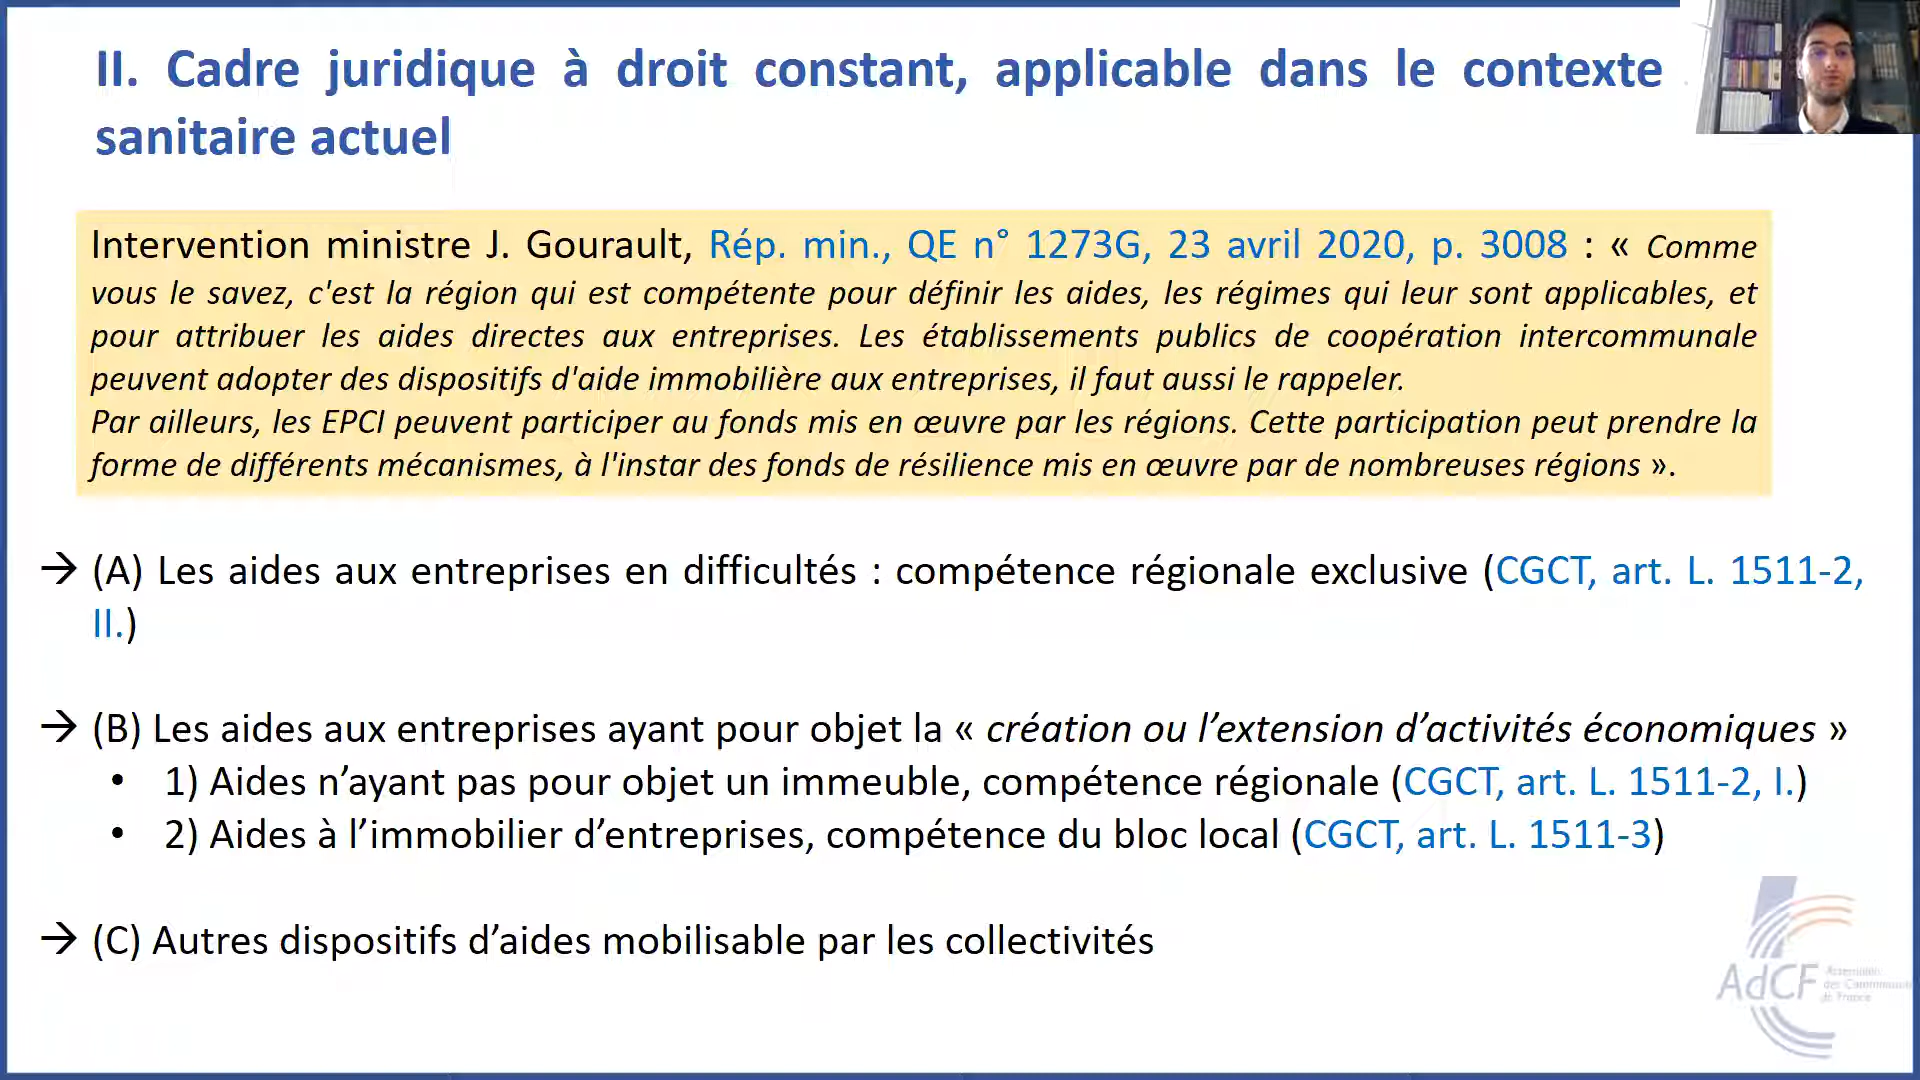 II. Cadre juridique à droit constant, applicable dans le contexte
sanitaire actuel
Intervention ministre J. Gourault, Rép. min., QE n° 1273G, 23 avril 2020, p. 3008 : « Comme
vous le savez, c'est la région qui est compétente pour définir les aides, les régimes qui leur sont applicables, et
pour attribuer les aides directes aux entreprises. Les établissements publics de coopération intercommunale
peuvent adopter des dispositifs d'aide immobilière aux entreprises, il faut aussi le rappeler.
Par ailleurs, les EPCI peuvent participer au fonds mis en œuvre par les régions. Cette participation peut prendre la
forme de différents mécanismes, à l'instar des fonds de résilience mis en œuvre par de nombreuses régions ».
→ (A) Les aides aux entreprises en difficultés : compétence régionale exclusive (CGCT, art. L. 1511-2,
II.)
→ (B) Les aides aux entreprises ayant pour objet la « création ou l’extension d’activités économiques »
• 1) Aides n’ayant pas pour objet un immeuble, compétence régionale (CGCT, art. L. 1511-2, I.)
• 2) Aides à l’immobilier d’entreprises, compétence du bloc local (CGCT, art. L. 1511-3)
→ (C) Autres dispositifs d’aides mobilisable par les collectivités
AdCF
de France